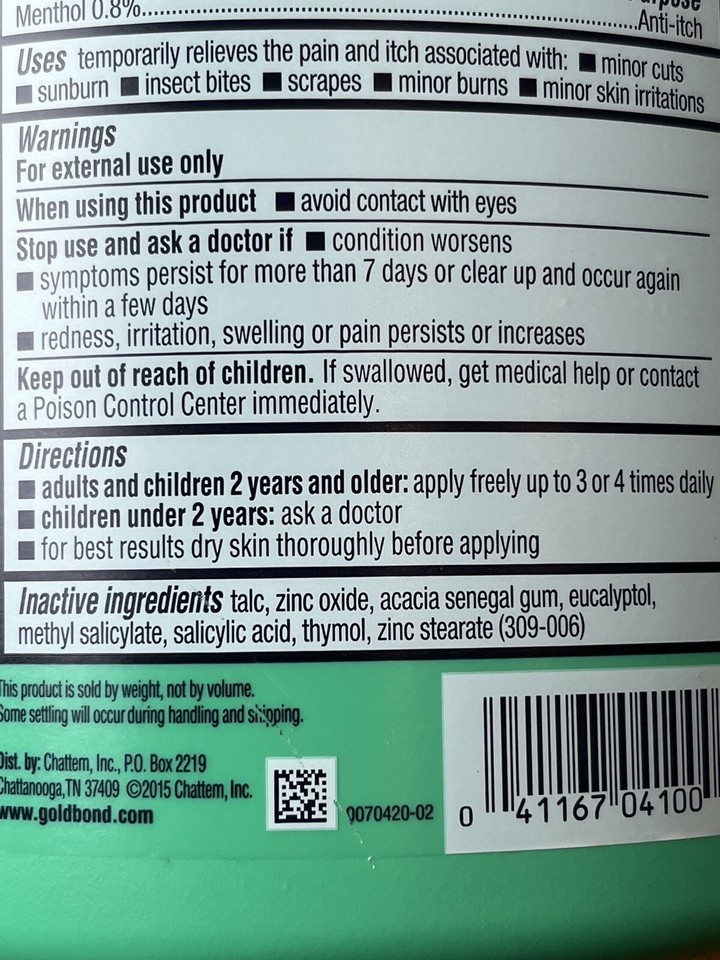 Menthol 0.8%......................................................................Anti-itch
Uses temporarily relieves the pain and itch associated with: ■ minor cuts
■ sunburn ■ insect bites ■ scrapes ■ minor burns ■ minor skin irritations
Warnings
For external use only
When using this product ■ avoid contact with eyes
Stop use and ask a doctor if ■ condition worsens
■ symptoms persist for more than 7 days or clear up and occur again
within a few days
■ redness, irritation, swelling or pain persists or increases
Keep out of reach of children. If swallowed, get medical help or contact
a Poison Control Center immediately.
Directions
■ adults and children 2 years and older: apply freely up to 3 or 4 times daily
■ children under 2 years: ask a doctor
■ for best results dry skin thoroughly before applying
Inactive ingredients talc, zinc oxide, acacia senegal gum, eucalyptol,
methyl salicylate, salicylic acid, thymol, zinc stearate (309-006)
This product is sold by weight, not by volume.
Some settling will occur during handling and shipping.
Dist. by: Chattem, Inc., P.O. Box 2219
Chattanooga, TN 37409 ©2015 Chattem, Inc.
www.goldbond.com
0070420-02
0 41167 04100